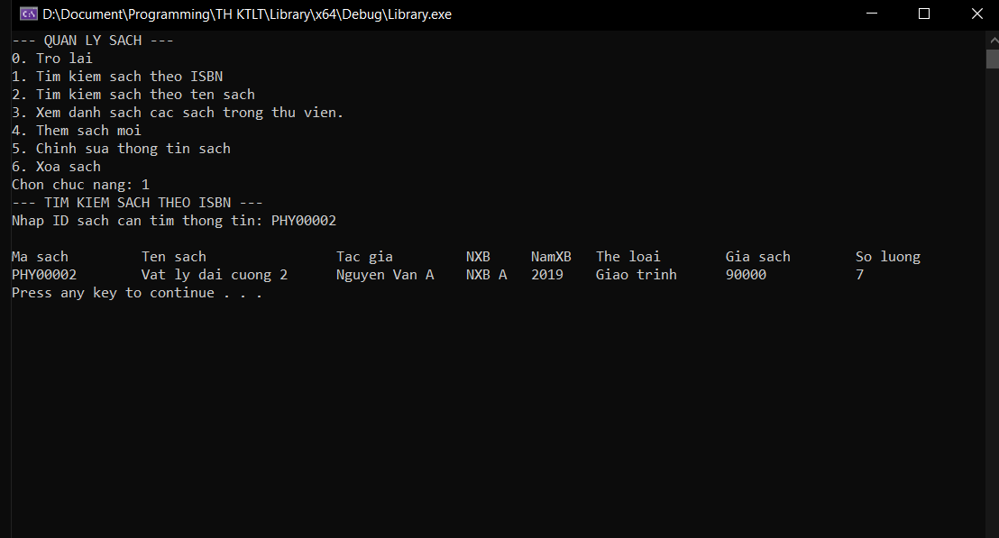 D:\Document\Programming\TH KTLT\Library\x64\Debug\Library.exe
--- QUAN LY SACH ---
0. Tro lai
1. Tim kiem sach theo ISBN
2. Tim kiem sach theo ten sach
3. Xem danh sach cac sach trong thu vien.
4. Them sach moi
5. Chinh sua thong tin sach
6. Xoa sach
Chon chuc nang: 1
--- TIM KIEM SACH THEO ISBN ---
Nhap ID sach can tim thong tin: PHY00002
Ma sach Ten sach Tac gia NXB NamXB The loai Gia sach So luong
PHY00002 Vat ly dai cuong 2 Nguyen Van A NXB A 2019 Giao trinh 90000 7
Press any key to continue . . .